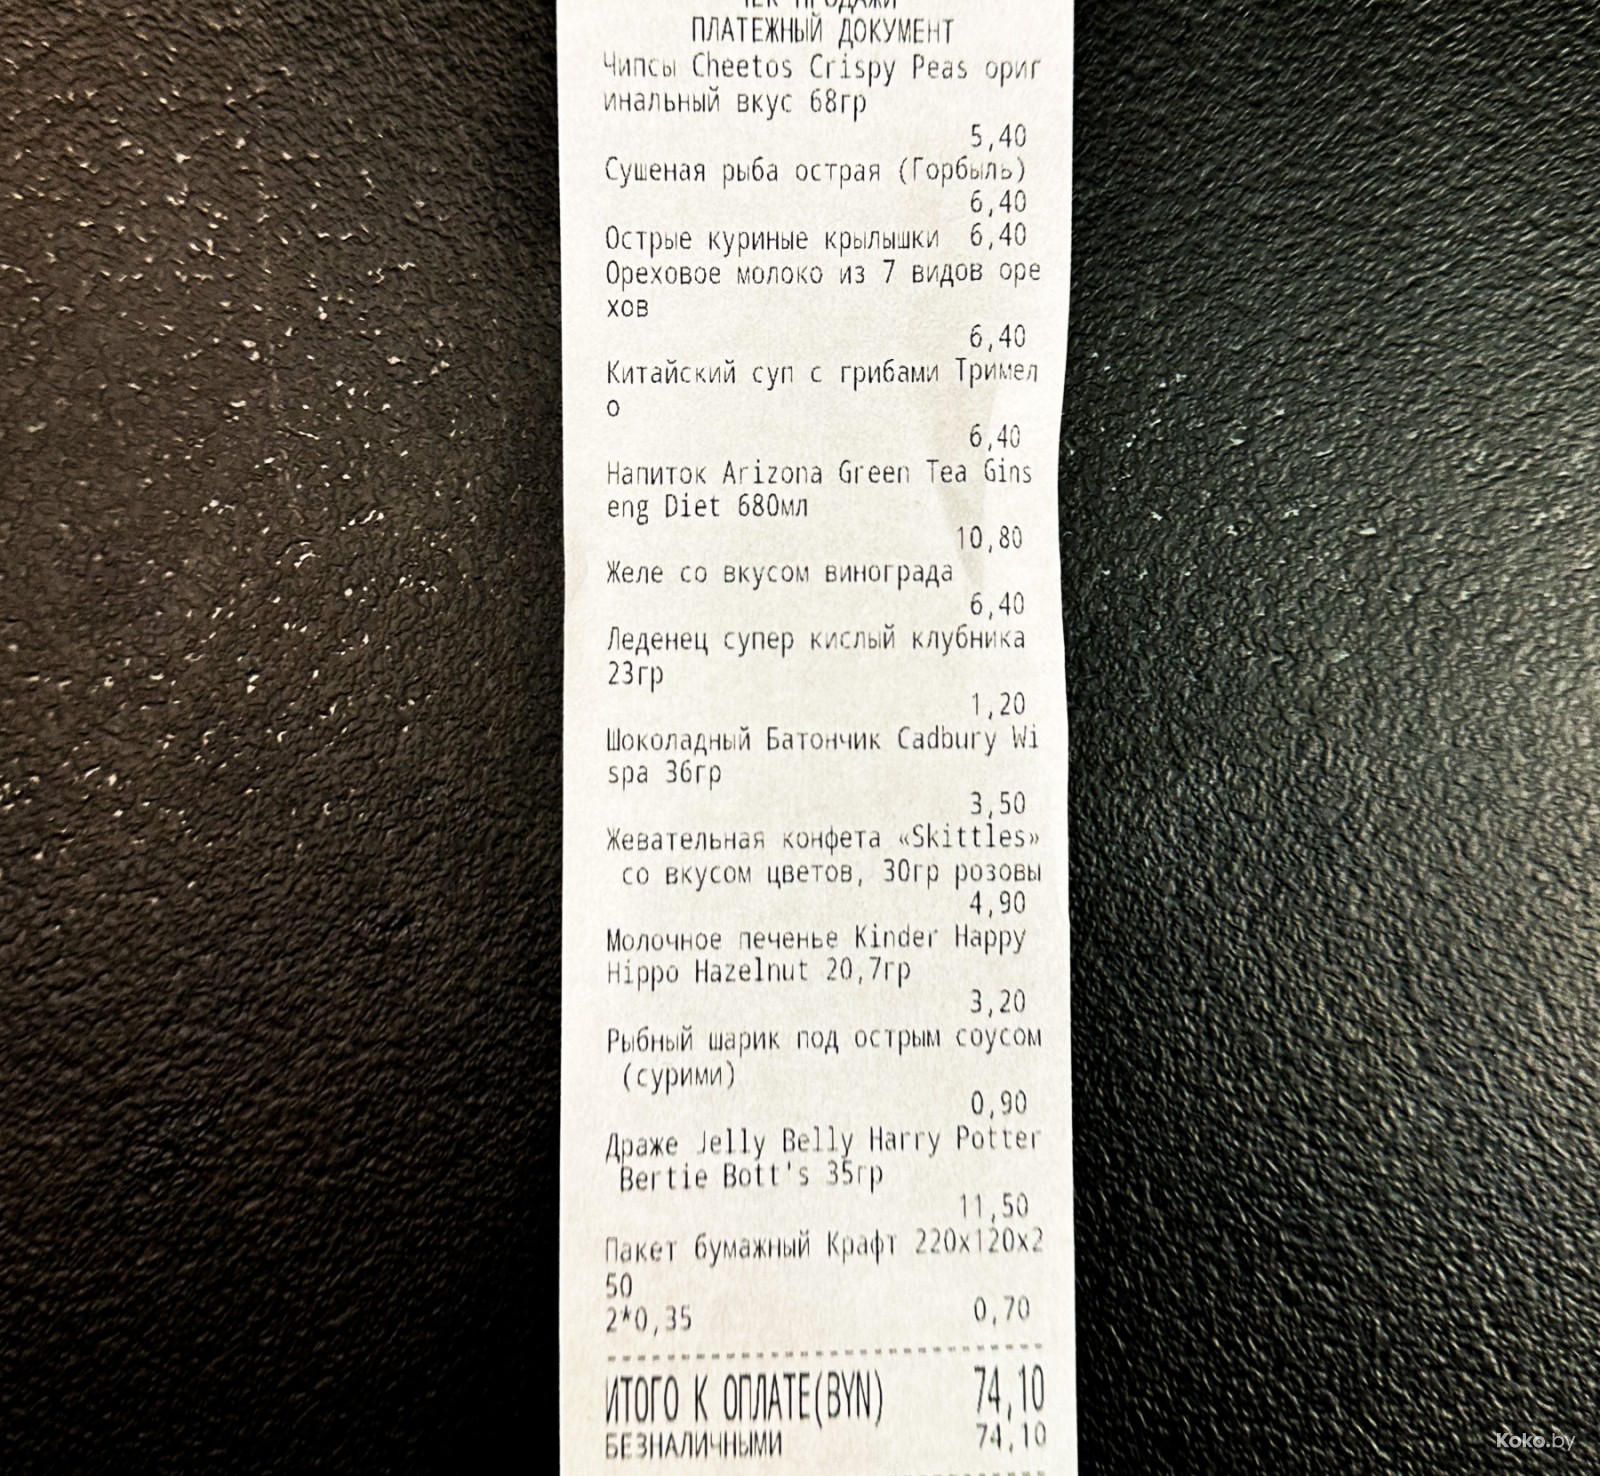 ЧЕК ПРОДАЖИ
ПЛАТЕЖНЫЙ ДОКУМЕНТ
Чипсы Cheetos Crispy Peas ориг
инальный вкус 68гр
5,40
Сушеная рыба острая (Горбыль)
6,40
Острые куриные крылышки 6,40
Ореховое молоко из 7 видов оре
хов
6,40
Китайский суп с грибами Тримел
о
6,40
Напиток Arizona Green Tea Gins
eng Diet 680мл
10,80
Желе со вкусом винограда
6,40
Леденец супер кислый клубника
23гр
1,20
Шоколадный Батончик Cadbury Wi
spa 36гр
3,50
Жевательная конфета «Skittles»
со вкусом цветов, 30гр розовы
4,90
Молочное печенье Kinder Happy
Hippo Hazelnut 20,7гр
3,20
Рыбный шарик под острым соусом
(сурими)
0,90
Драже Jelly Belly Harry Potter
Bertie Bott's 35гр
11,50
Пакет бумажный Крафт 220x120x2
50
2*0,35 0,70
ИТОГО К ОПЛАТЕ(BYN) 74,10
БЕЗНАЛИЧНЫМИ 74,10
Koko.by